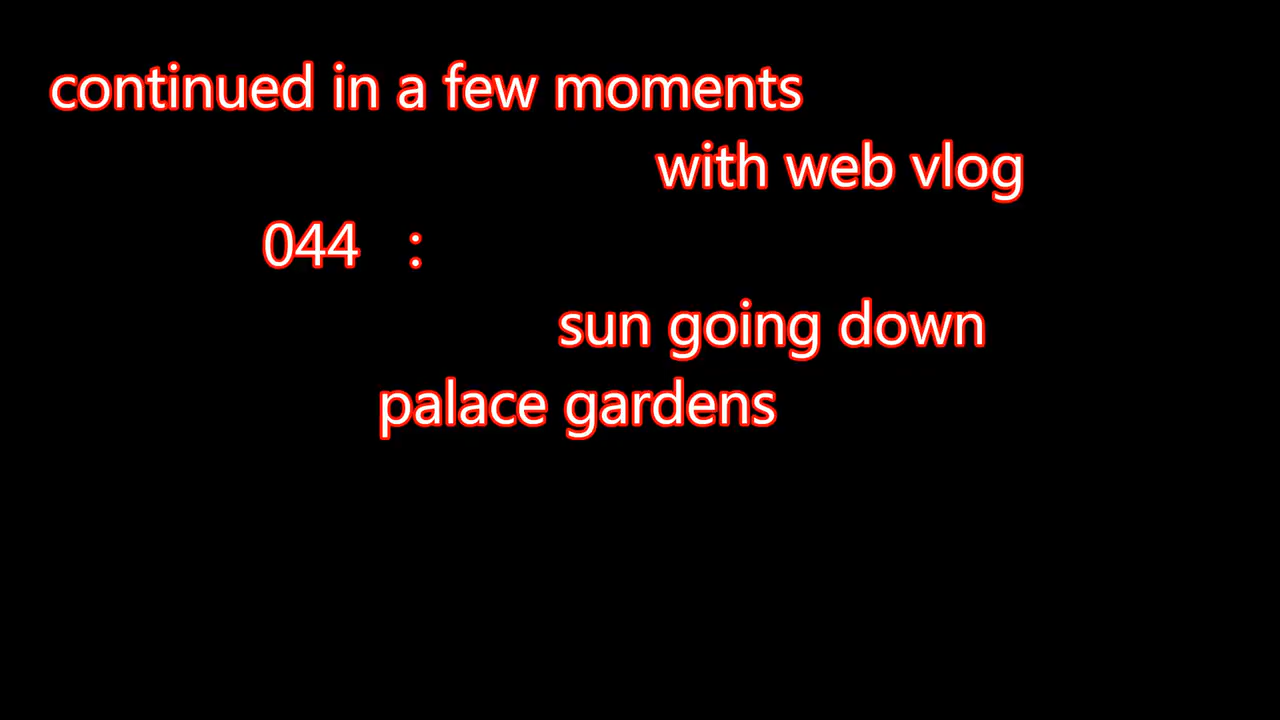 continued in a few moments
with web vlog
044 :
sun going down
palace gardens